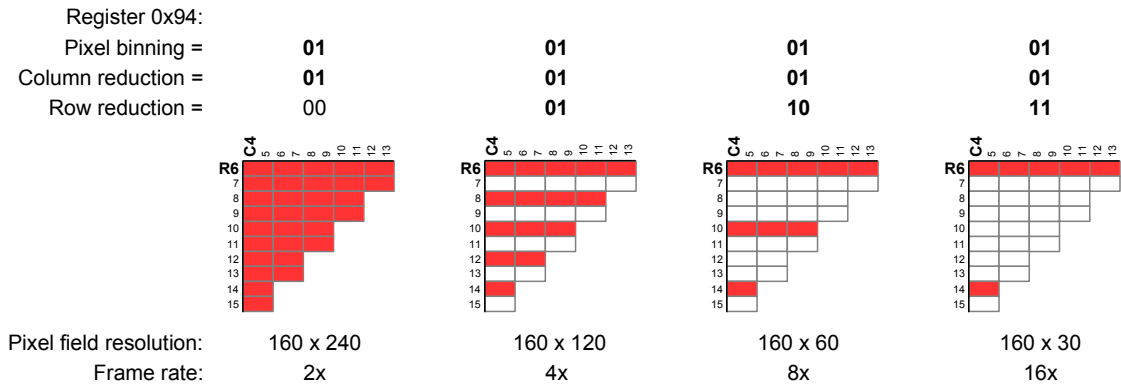 Register 0x94:
Pixel binning = 01 01 01 01
Column reduction = 01 01 01 01
Row reduction = 00 01 10 11
C4 5 6 7 8 9 10 11 12 13 C4 5 6 7 8 9 10 11 12 13 C4 5 6 7 8 9 10 11 12 13 C4 5 6 7 8 9 10 11 12 13
R6 R6 R6 R6
7 7 7 7
8 8 8 8
9 9 9 9
10 10 10 10
11 11 11 11
12 12 12 12
13 13 13 13
14 14 14 14
15 15 15 15
Pixel field resolution: 160 x 240 160 x 120 160 x 60 160 x 30
Frame rate: 2x 4x 8x 16x